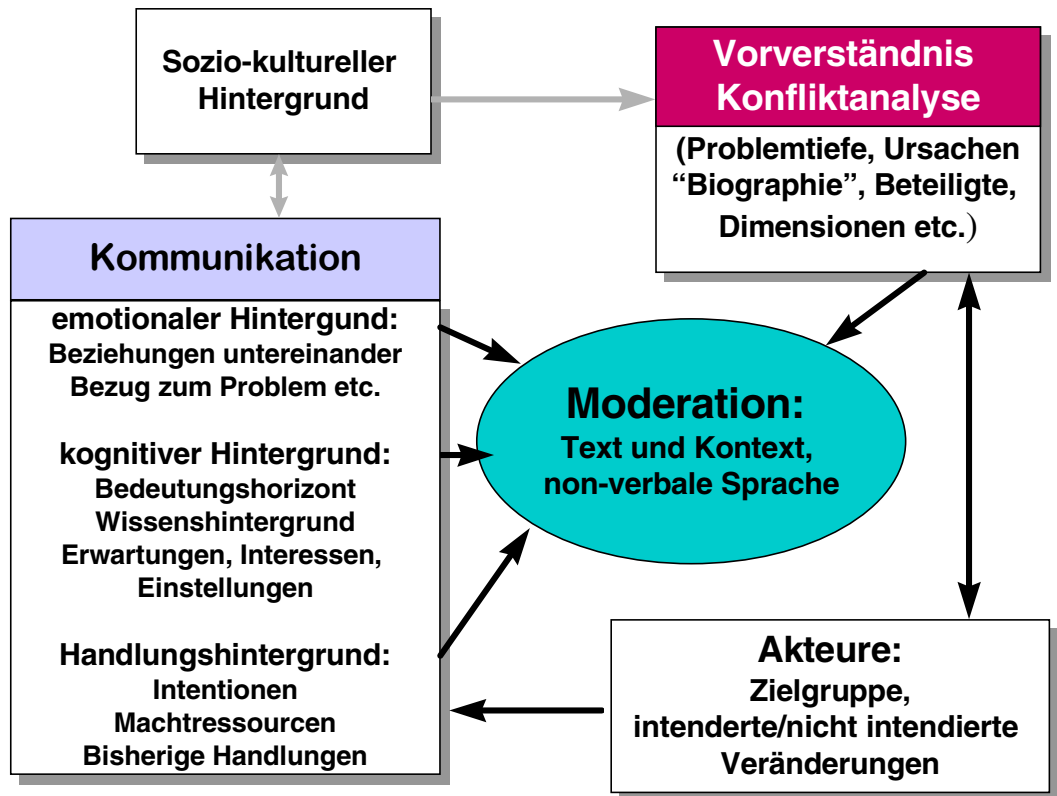 Sozio-kultureller
Hintergrund
Vorverständnis
Konfliktanalyse
(Problemtiefe, Ursachen
“Biographie”, Beteiligte,
Dimensionen etc.)
Kommunikation
emotionaler Hintergund:
Beziehungen untereinander
Bezug zum Problem etc.
kognitiver Hintergrund:
Bedeutungshorizont
Wissenshintergrund
Erwartungen, Interessen,
Einstellungen
Handlungshintergrund:
Intentionen
Machtressourcen
Bisherige Handlungen
Moderation:
Text und Kontext,
non-verbale Sprache
Akteure:
Zielgruppe,
intenderte/nicht intendierte
Veränderungen